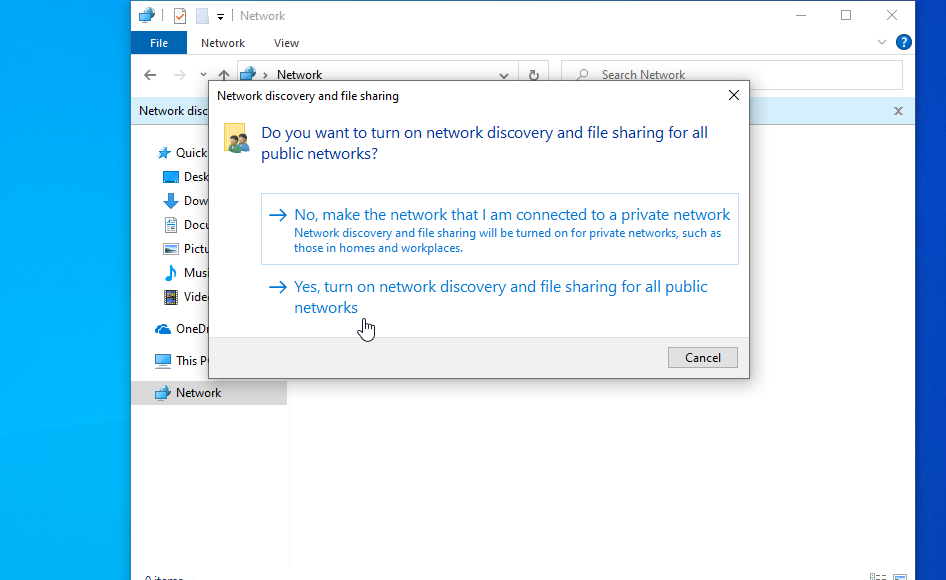 Network
File
Network
View
Network
Search Network
Network disc
Network discovery and file sharing
Do you want to turn on network discovery and file sharing for all
public networks?
No, make the network that I am connected to a private network
Network discovery and file sharing will be turned on for private networks, such as
those in homes and workplaces.
Yes, turn on network discovery and file sharing for all public
networks
Cancel
Quick
Desk
Dow
Docu
Pictu
Musi
Video
OneDr
This P
Network
0 items